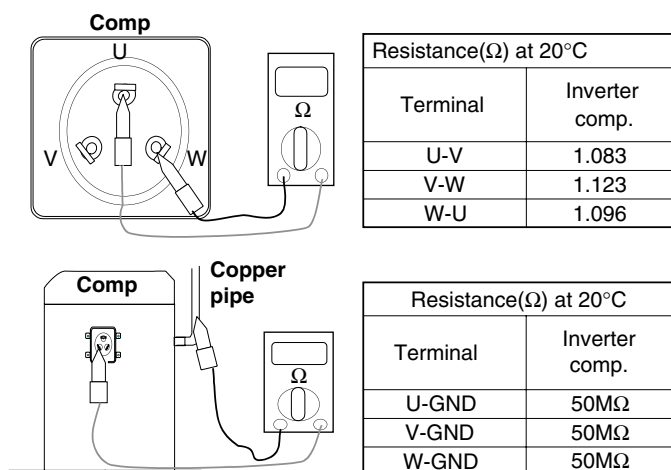 Comp
U
V
W
Ω
Resistance(Ω) at 20°C
Terminal
Inverter
comp.
U-V
1.083
V-W
1.123
W-U
1.096
Comp
Copper
pipe
Ω
Resistance(Ω) at 20°C
Terminal
Inverter
comp.
U-GND
50MΩ
V-GND
50MΩ
W-GND
50MΩ